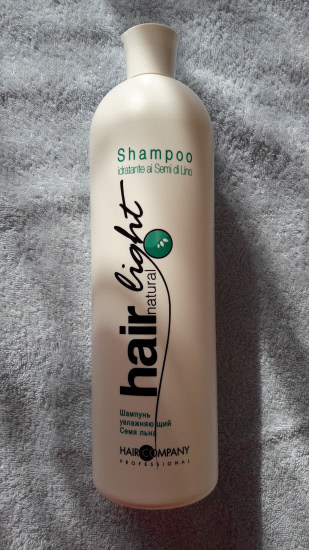 Shampoo
idratante ai Semi di Lino
hair light
natural
Шампунь
увлажняющий
Семя льна
HAIR COMPANY
PROFESSIONAL